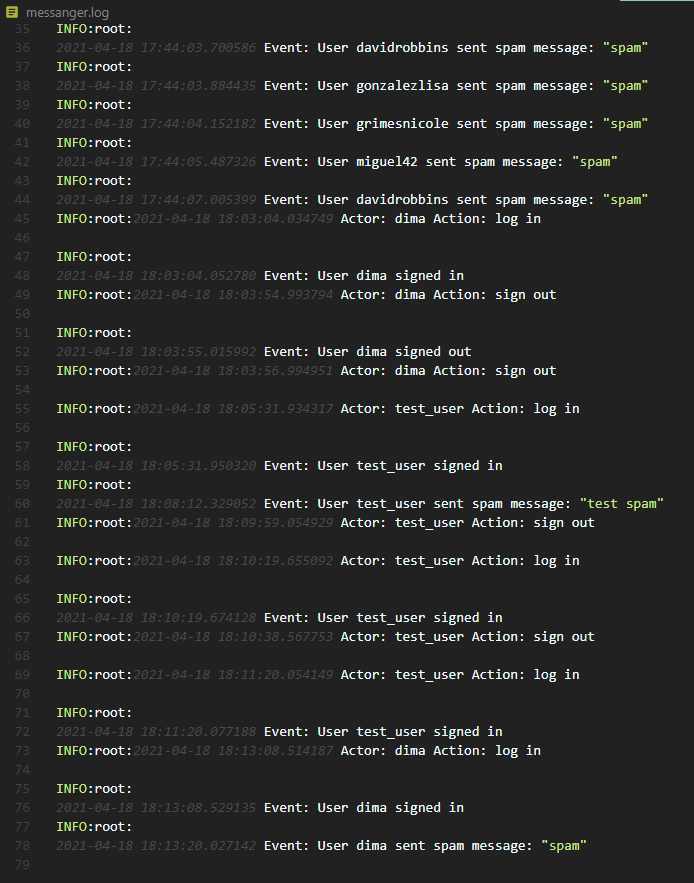 messanger.log
35 INFO:root:
36 2021-04-18 17:44:03.700586 Event: User davidrobbins sent spam message: "spam"
37 INFO:root:
38 2021-04-18 17:44:03.884435 Event: User gonzalezlisa sent spam message: "spam"
39 INFO:root:
40 2021-04-18 17:44:04.152182 Event: User grimesnicole sent spam message: "spam"
41 INFO:root:
42 2021-04-18 17:44:05.487326 Event: User miguel42 sent spam message: "spam"
43 INFO:root:
44 2021-04-18 17:44:07.005399 Event: User davidrobbins sent spam message: "spam"
45 INFO:root:2021-04-18 18:03:04.034749 Actor: dima Action: log in
46
47 INFO:root:
48 2021-04-18 18:03:04.052780 Event: User dima signed in
49 INFO:root:2021-04-18 18:03:54.993794 Actor: dima Action: sign out
50
51 INFO:root:
52 2021-04-18 18:03:55.015992 Event: User dima signed out
53 INFO:root:2021-04-18 18:03:56.994951 Actor: dima Action: sign out
54
55 INFO:root:2021-04-18 18:05:31.934317 Actor: test_user Action: log in
56
57 INFO:root:
58 2021-04-18 18:05:31.950320 Event: User test_user signed in
59 INFO:root:
60 2021-04-18 18:08:12.329052 Event: User test_user sent spam message: "test spam"
61 INFO:root:2021-04-18 18:09:59.054929 Actor: test_user Action: sign out
62
63 INFO:root:2021-04-18 18:10:19.655092 Actor: test_user Action: log in
64
65 INFO:root:
66 2021-04-18 18:10:19.674128 Event: User test_user signed in
67 INFO:root:2021-04-18 18:10:38.567753 Actor: test_user Action: sign out
68
69 INFO:root:2021-04-18 18:11:20.054149 Actor: test_user Action: log in
70
71 INFO:root:
72 2021-04-18 18:11:20.077188 Event: User test_user signed in
73 INFO:root:2021-04-18 18:13:08.514187 Actor: dima Action: log in
74
75 INFO:root:
76 2021-04-18 18:13:08.529135 Event: User dima signed in
77 INFO:root:
78 2021-04-18 18:13:20.027142 Event: User dima sent spam message: "spam"
79